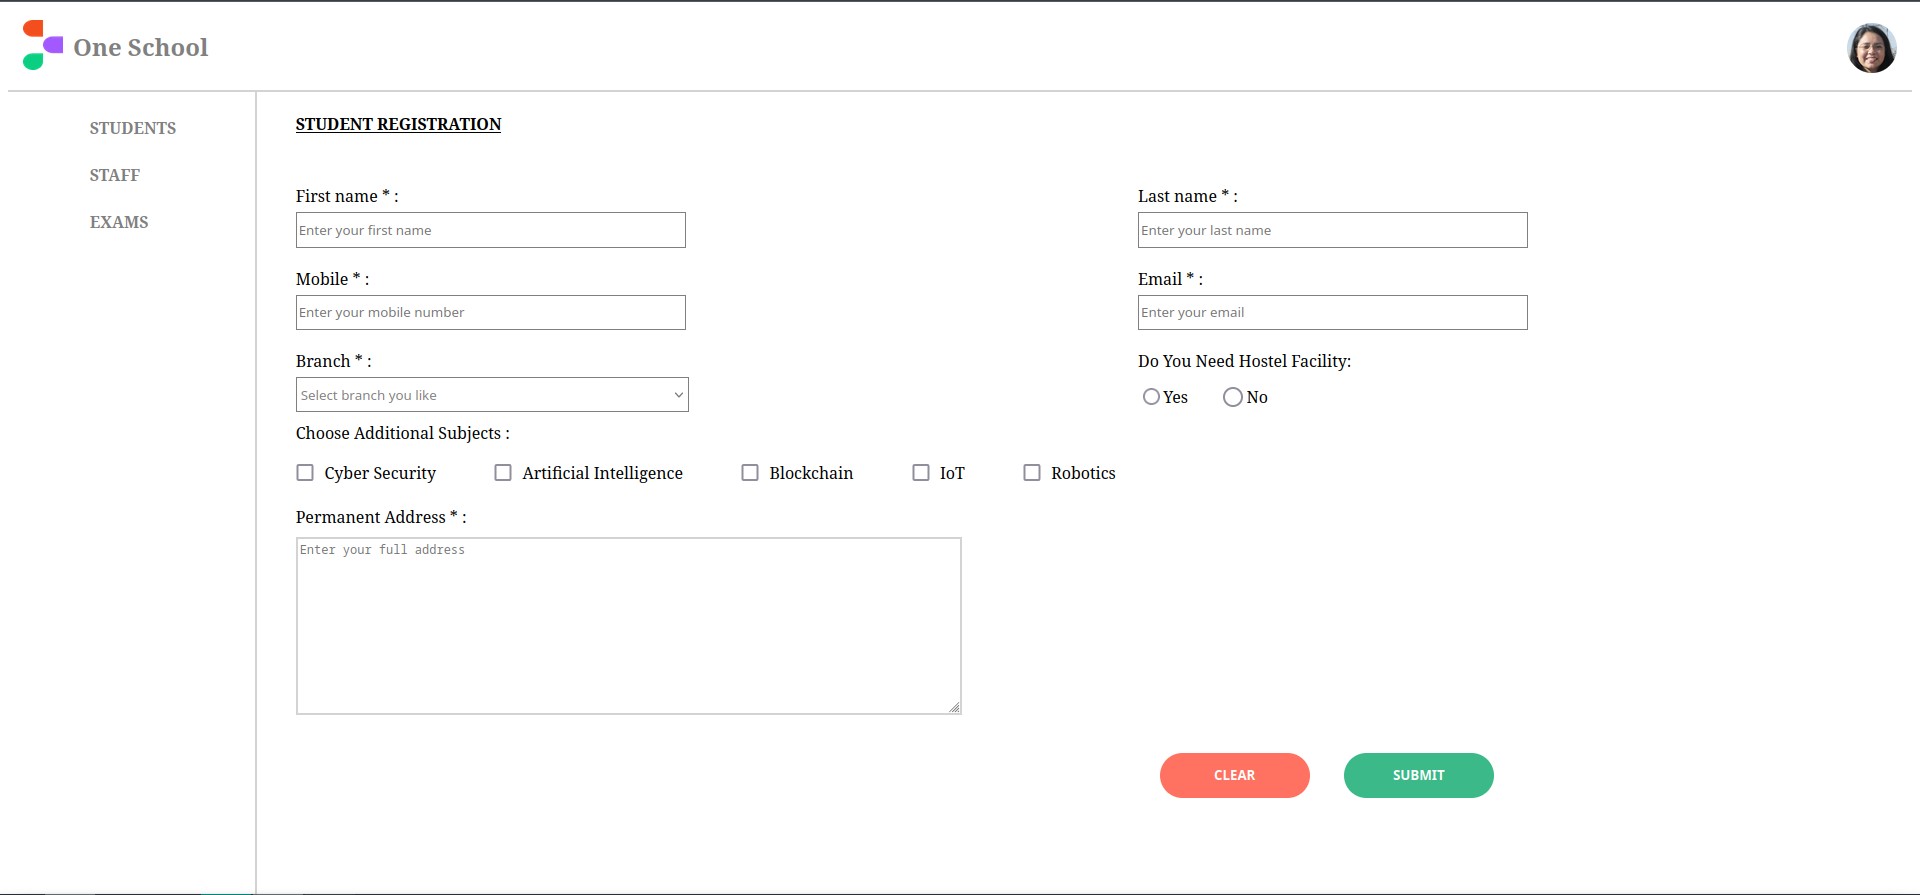 One School
STUDENTS
STAFF
EXAMS
STUDENT REGISTRATION
First name * :
Enter your first name
Last name * :
Enter your last name
Mobile * :
Enter your mobile number
Email * :
Enter your email
Branch * :
Select branch you like
Do You Need Hostel Facility:
Yes No
Choose Additional Subjects :
Cyber Security Artificial Intelligence Blockchain IoT Robotics
Permanent Address * :
Enter your full address
CLEAR SUBMIT